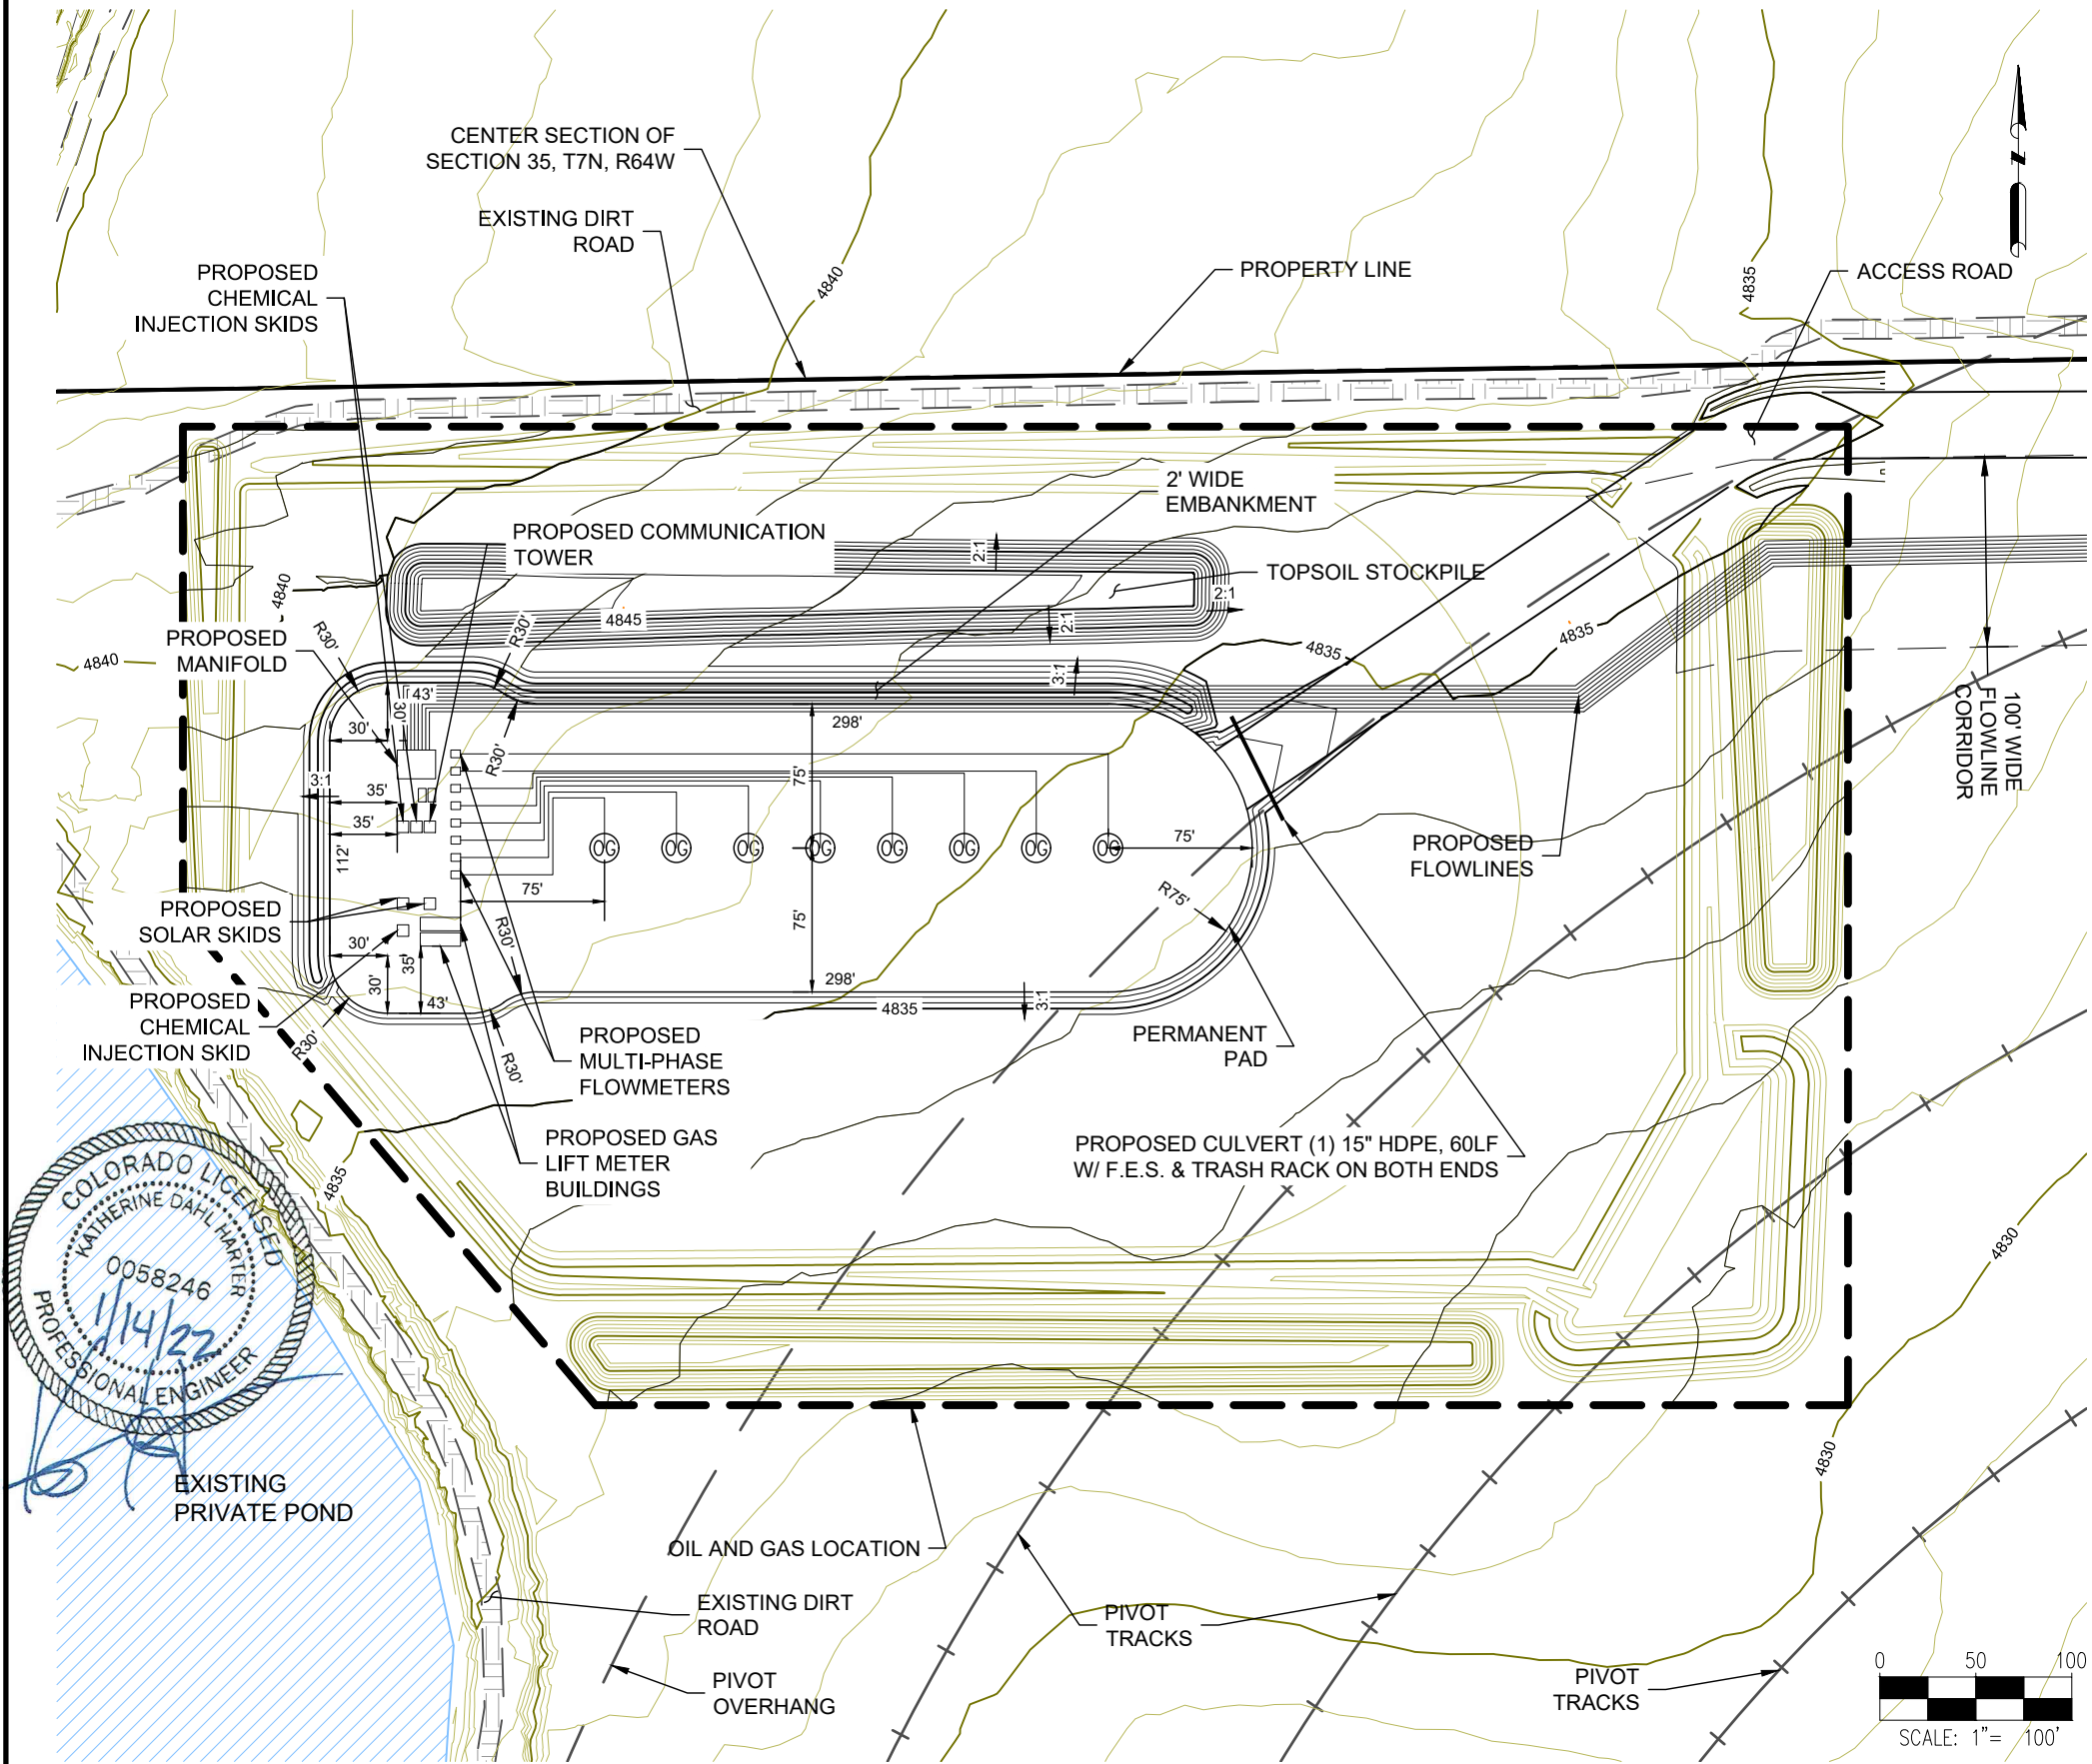 CENTER SECTION OF
SECTION 35, T7N, R64W
EXISTING DIRT
ROAD
PROPOSED
CHEMICAL
INJECTION SKIDS
4840
PROPERTY LINE
4835
ACCESS ROAD
N
2' WIDE
EMBANKMENT
PROPOSED COMMUNICATION
TOWER
2:1
TOPSOIL STOCKPILE
2:1
4840
4845
2:1
PROPOSED
MANIFOLD
R30'
R30'
4835
4835
4840
3:1
43'
30'
30'
298'
R30'
100' WIDE
FLOWLINE
CORRIDOR
3:1
35'
75'
35'
112'
OG
OG
OG
OG
OG
OG
OG
OG
75'
PROPOSED
FLOWLINES
75'
R75'
PROPOSED
SOLAR SKIDS
30'
35'
R30'
75'
30'
43'
298'
4835
3:1
PROPOSED
CHEMICAL
INJECTION SKID
R30'
R30'
PROPOSED
MULTI-PHASE
FLOWMETERS
PERMANENT
PAD
PROPOSED GAS
LIFT METER
BUILDINGS
PROPOSED CULVERT (1) 15" HDPE, 60LF
W/ F.E.S. & TRASH RACK ON BOTH ENDS
4835
COLORADO LICENSED
KATHERINE DAHL HARTER
0058246
1/14/22
PROFESSIONAL ENGINEER
4830
4830
EXISTING
PRIVATE POND
OIL AND GAS LOCATION
EXISTING DIRT
ROAD
PIVOT
TRACKS
PIVOT
OVERHANG
PIVOT
TRACKS
0 50 100
SCALE: 1"= 100'